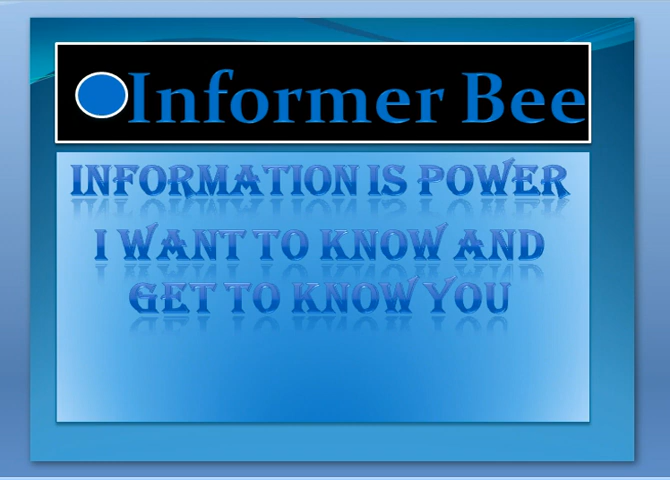 Informer Bee
INFORMATION IS POWER
I WANT TO KNOW AND
GET TO KNOW YOU